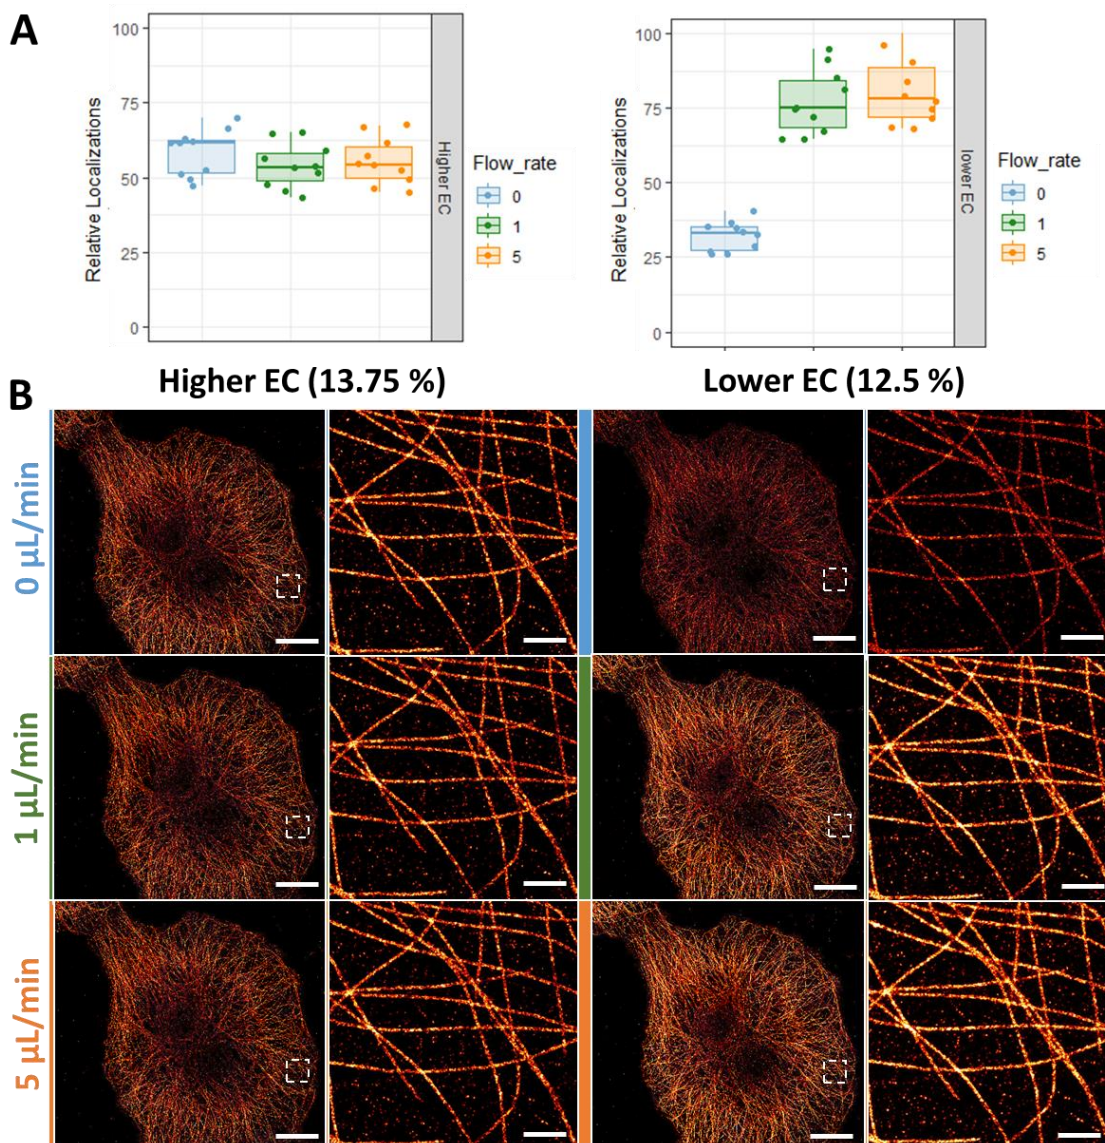 A
Relative Localizations
100
75
50
25
0
Higher EC
Flow_rate
0
1
5
Relative Localizations
100
75
50
25
0
lower EC
Flow_rate
0
1
5
B
Higher EC (13.75 %)
Lower EC (12.5 %)
0 µL/min
1 µL/min
5 µL/min